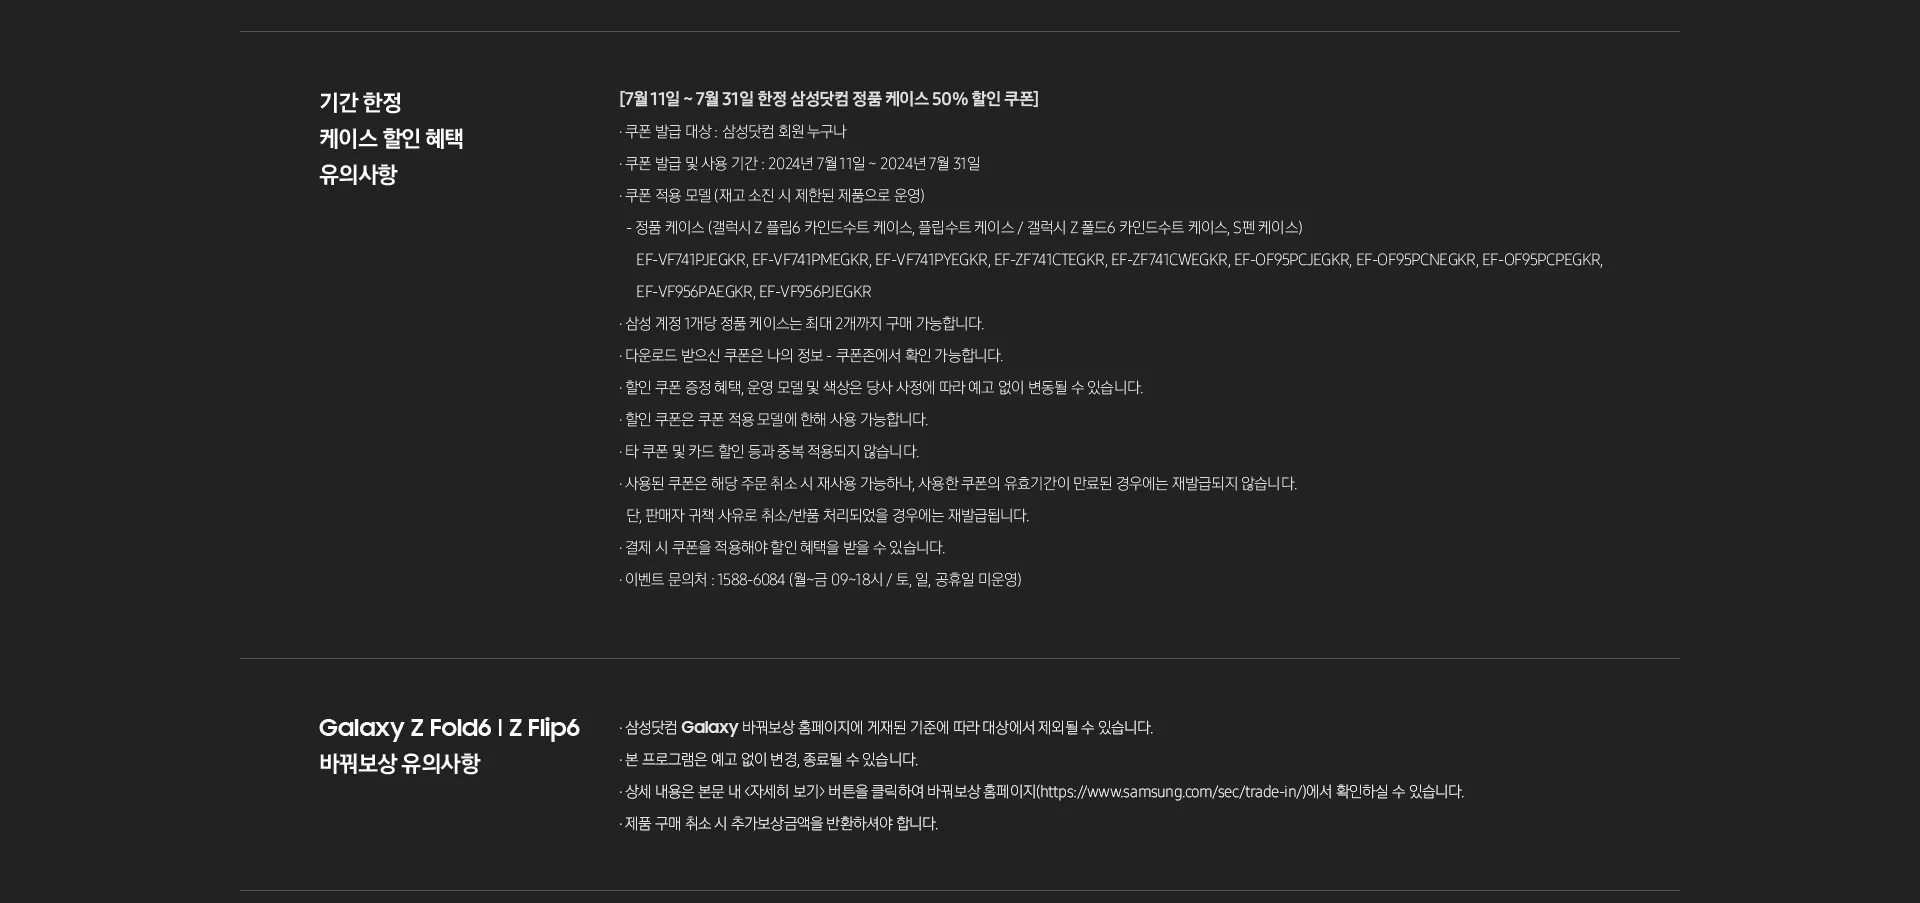 기간 한정
케이스 할인 혜택
유의사항
[7월 11일 ~ 7월 31일 한정 삼성닷컴 정품 케이스 50% 할인 쿠폰]
· 쿠폰 발급 대상 : 삼성닷컴 회원 누구나
· 쿠폰 발급 및 사용 기간 : 2024년 7월 11일 ~ 2024년 7월 31일
· 쿠폰 적용 모델 (재고 소진 시 제한된 제품으로 운영)
- 정품 케이스 (갤럭시 Z 플립6 카인드수트 케이스, 플립수트 케이스 / 갤럭시 Z 폴드6 카인드수트 케이스, S펜 케이스)
EF-VF741PJEGKR, EF-VF741PMEGKR, EF-VF741PYEGKR, EF-ZF741CTEGKR, EF-ZF741CWEGKR, EF-OF95PCJEGKR, EF-OF95PCNEGKR, EF-OF95PCPEGKR,
EF-VF956PAEGKR, EF-VF956PJEGKR
· 삼성 계정 1개당 정품 케이스는 최대 2개까지 구매 가능합니다.
· 다운로드 받으신 쿠폰은 나의 정보 - 쿠폰존에서 확인 가능합니다.
· 할인 쿠폰 증정 혜택, 운영 모델 및 색상은 당사 사정에 따라 예고 없이 변동될 수 있습니다.
· 할인 쿠폰은 쿠폰 적용 모델에 한해 사용 가능합니다.
· 타 쿠폰 및 카드 할인 등과 중복 적용되지 않습니다.
· 사용된 쿠폰은 해당 주문 취소 시 재사용 가능하나, 사용한 쿠폰의 유효기간이 만료된 경우에는 재발급되지 않습니다.
단, 판매자 귀책 사유로 취소/반품 처리되었을 경우에는 재발급됩니다.
· 결제 시 쿠폰을 적용해야 할인 혜택을 받을 수 있습니다.
· 이벤트 문의처 : 1588-6084 (월~금 09~18시 / 토, 일, 공휴일 미운영)
Galaxy Z Fold6 | Z Flip6
바꿔보상 유의사항
· 삼성닷컴 Galaxy 바꿔보상 홈페이지에 게재된 기준에 따라 대상에서 제외될 수 있습니다.
· 본 프로그램은 예고 없이 변경, 종료될 수 있습니다.
· 상세 내용은 본문 내 <자세히 보기> 버튼을 클릭하여 바꿔보상 홈페이지(https://www.samsung.com/sec/trade-in/)에서 확인하실 수 있습니다.
· 제품 구매 취소 시 추가보상금액을 반환하셔야 합니다.